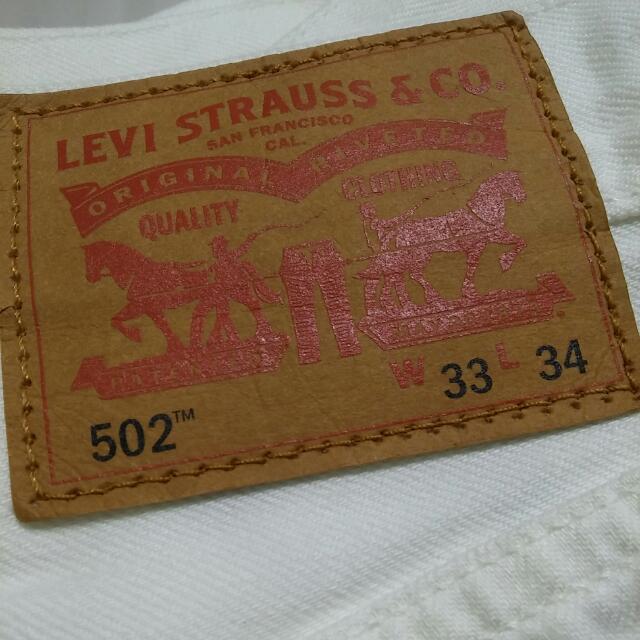 LEVI STRAUSS & CO.
SAN FRANCISCO
CAL.
ORIGINAL RIVETED
QUALITY CLOTHING
502™ W 33 L 34